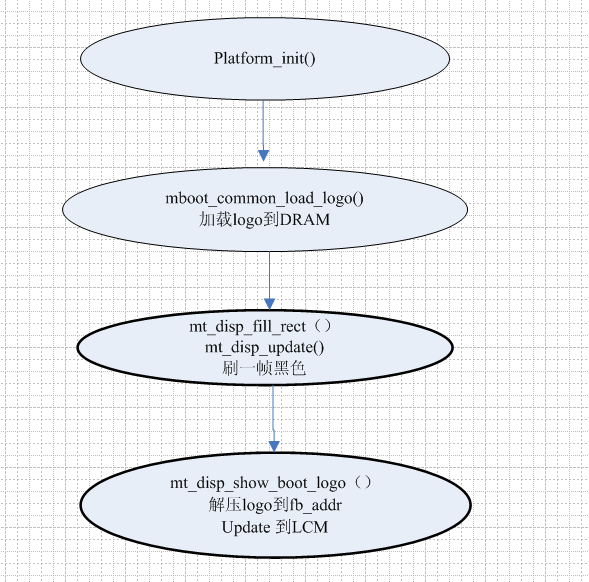 Platform_init()
mboot_common_load_logo()
加载logo到DRAM
mt_disp_fill_rect（）
mt_disp_update()
刷一帧黑色
mt_disp_show_boot_logo（）
解压logo到fb_addr
Update 到LCM